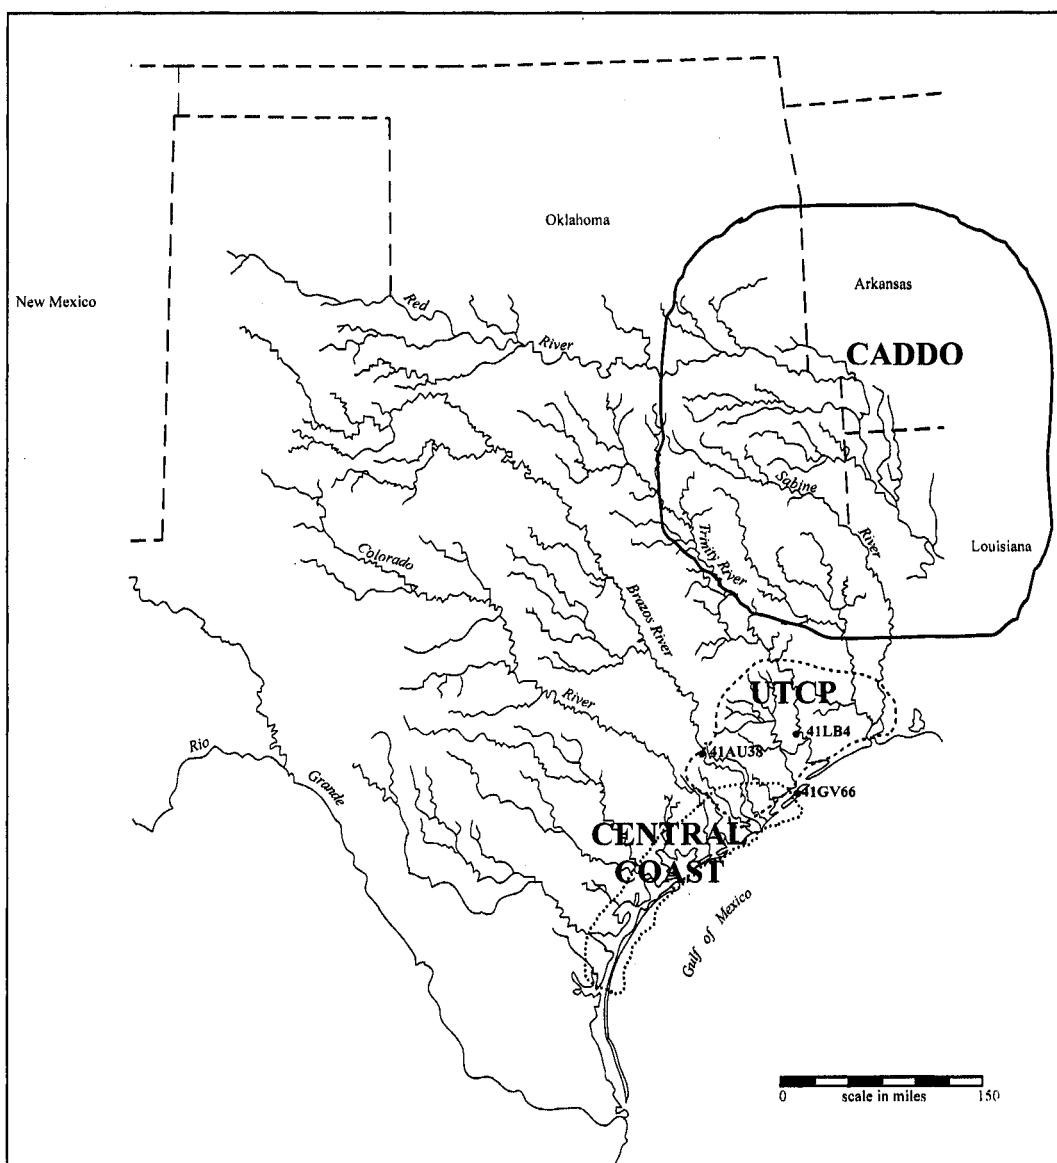 Oklahoma
New Mexico
Arkansas
Red
River
CADDO
Sabine
River
Trinity River
Louisiana
Colorado
River
Brazos River
UTCP
41LB4
41AU38
41GV66
Rio
Grande
CENTRAL
COAST
Gulf of Mexico
0 scale in miles 150